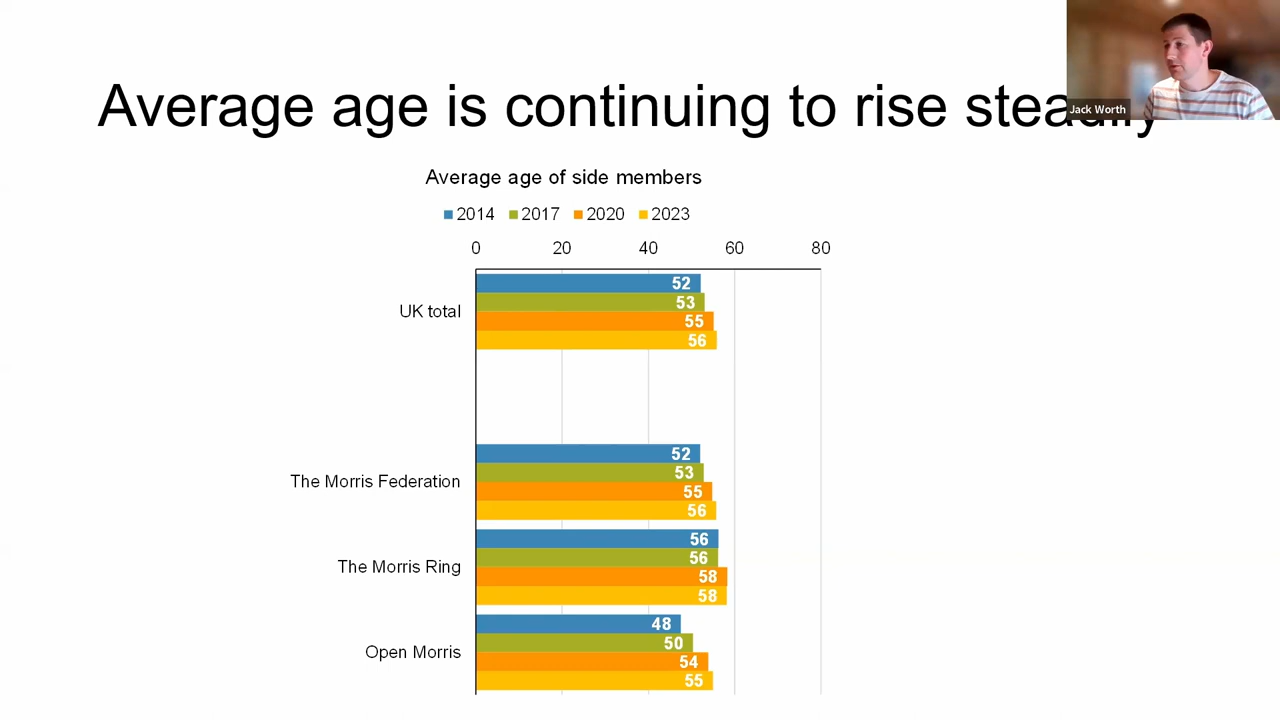 Average age is continuing to rise steadily
Jack Worth
Average age of side members
2014 2017 2020 2023
0 20 40 60 80
UK total
52
53
55
56
The Morris Federation
52
53
55
56
The Morris Ring
56
56
58
58
Open Morris
48
50
54
55